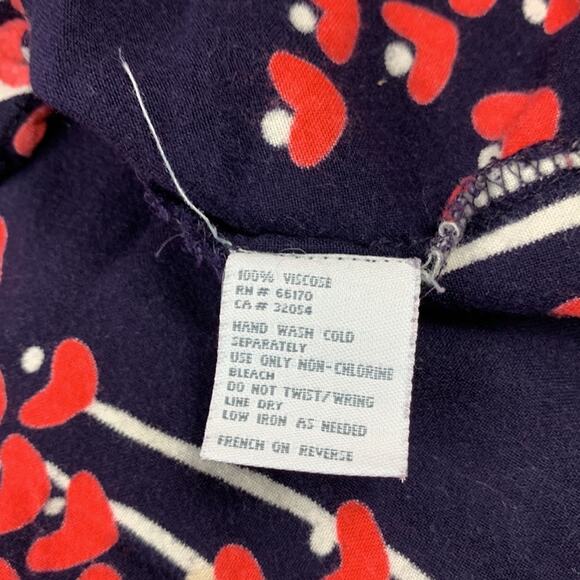 100% VISCOSE
RN # 66170
CA # 32054
HAND WASH COLD
SEPARATELY
USE ONLY NON-CHLORINE
BLEACH
DO NOT TWIST/WRING
LINE DRY
LOW IRON AS NEEDED
FRENCH ON REVERSE